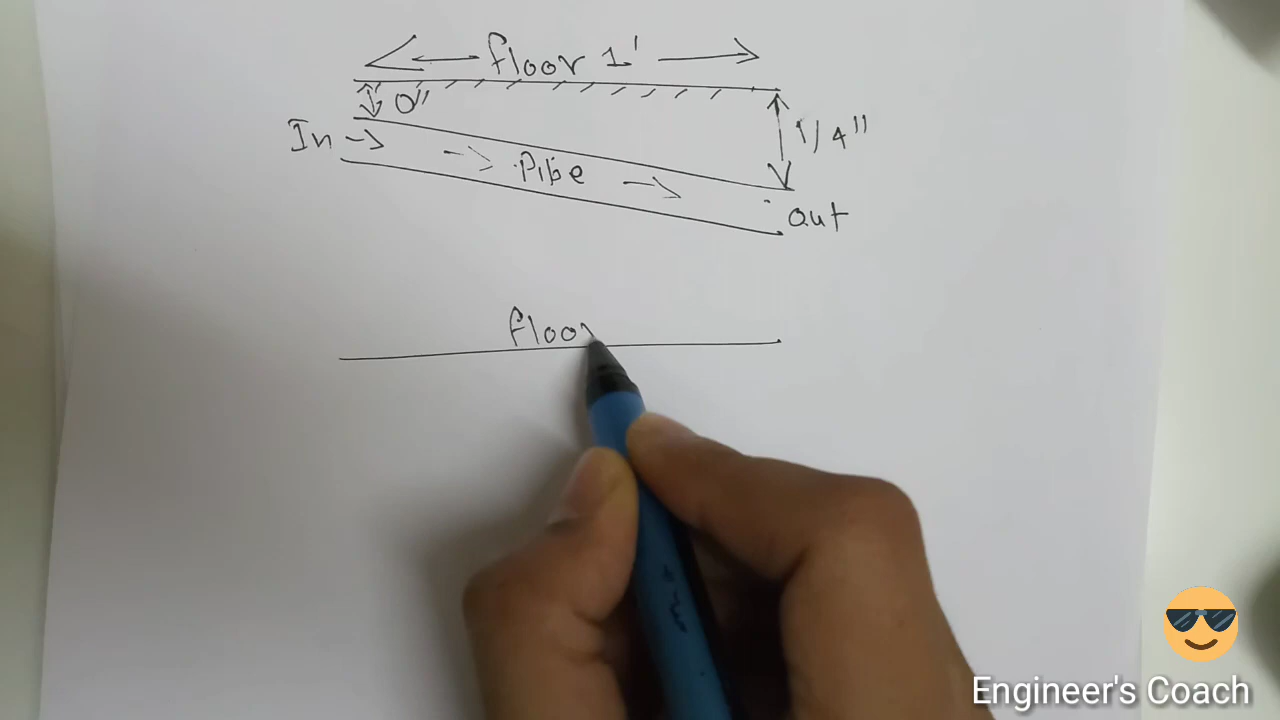 floor 1'
0"
1/4"
In
Pipe
out
floor
Engineer's Coach